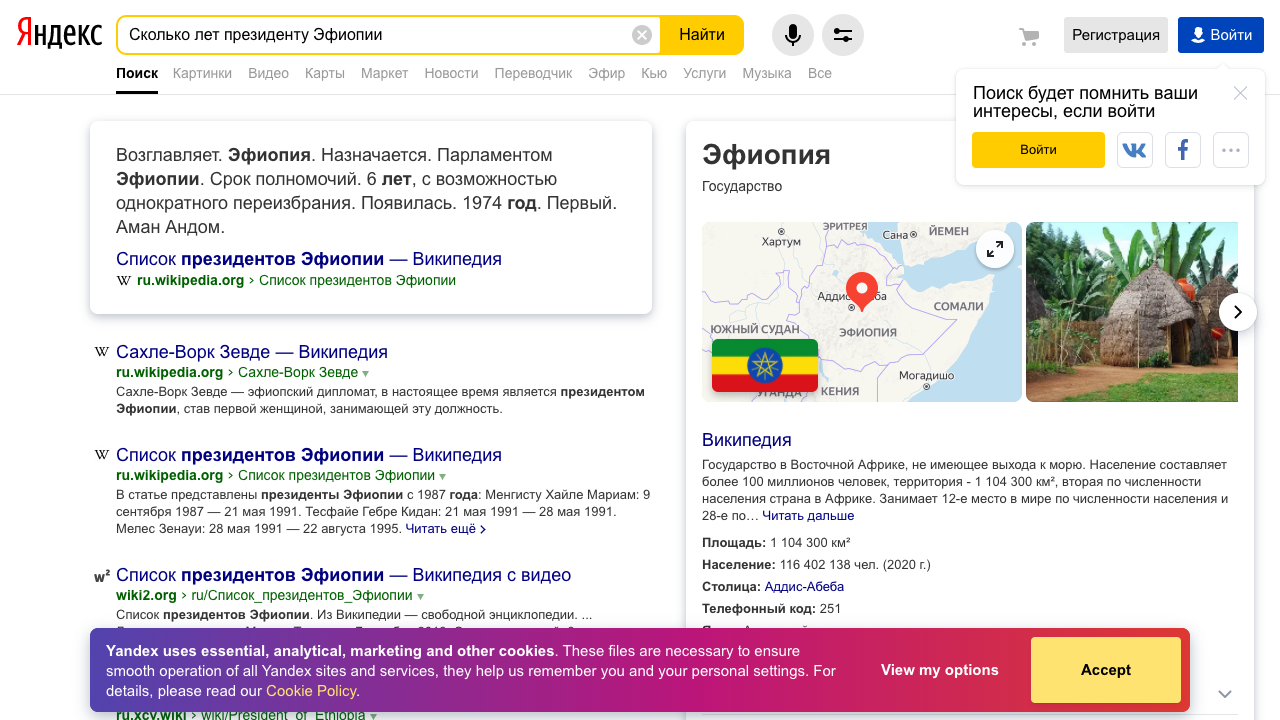 Яндекс
Сколько лет президенту Эфиопии
Найти
Регистрация
Войти
Поиск Картинки Видео Карты Маркет Новости Переводчик Эфир Кью Услуги Музыка Все
Поиск будет помнить ваши
интересы, если войти
Войти
Возглавляет. Эфиопия. Назначается. Парламентом
Эфиопии. Срок полномочий. 6 лет, с возможностью
однократного переизбрания. Появилась. 1974 год. Первый.
Аман Андом.
Список президентов Эфиопии — Википедия
ru.wikipedia.org › Список президентов Эфиопии
Сахле-Ворк Зевде — Википедия
ru.wikipedia.org › Сахле-Ворк Зевде
Сахле-Ворк Зевде — эфиопский дипломат, в настоящее время является президентом
Эфиопии, став первой женщиной, занимающей эту должность.
Список президентов Эфиопии — Википедия
ru.wikipedia.org › Список президентов Эфиопии
В статье представлены президенты Эфиопии с 1987 года: Менгисту Хайле Мариам: 9
сентября 1987 — 21 мая 1991. Тесфайе Гебре Кидан: 21 мая 1991 — 28 мая 1991.
Мелес Зенауи: 28 мая 1991 — 22 августа 1995. Читать ещё ›
Список президентов Эфиопии — Википедия с видео
wiki2.org › ru/Список_президентов_Эфиопии
Список президентов Эфиопии. Из Википедии — свободной энциклопедии. ...
Эфиопия
Государство
ЭРИТРЕЯ
Хартум
Сана
ЙЕМЕН
Аддис-Абеба
СОМАЛИ
ЮЖНЫЙ СУДАН
ЭФИОПИЯ
Могадишо
УГАНДА
КЕНИЯ
Википедия
Государство в Восточной Африке, не имеющее выхода к морю. Население составляет
более 100 миллионов человек, территория - 1 104 300 км², вторая по численности
населения страна в Африке. Занимает 12-е место в мире по численности населения и
28-е по… Читать дальше
Площадь: 1 104 300 км²
Население: 116 402 138 чел. (2020 г.)
Столица: Аддис-Абеба
Телефонный код: 251
Yandex uses essential, analytical, marketing and other cookies. These files are necessary to ensure
smooth operation of all Yandex sites and services, they help us remember you and your personal settings. For
details, please read our Cookie Policy.
View my options
Accept
ru.xcv.wiki › wiki/President_of_Ethiopia